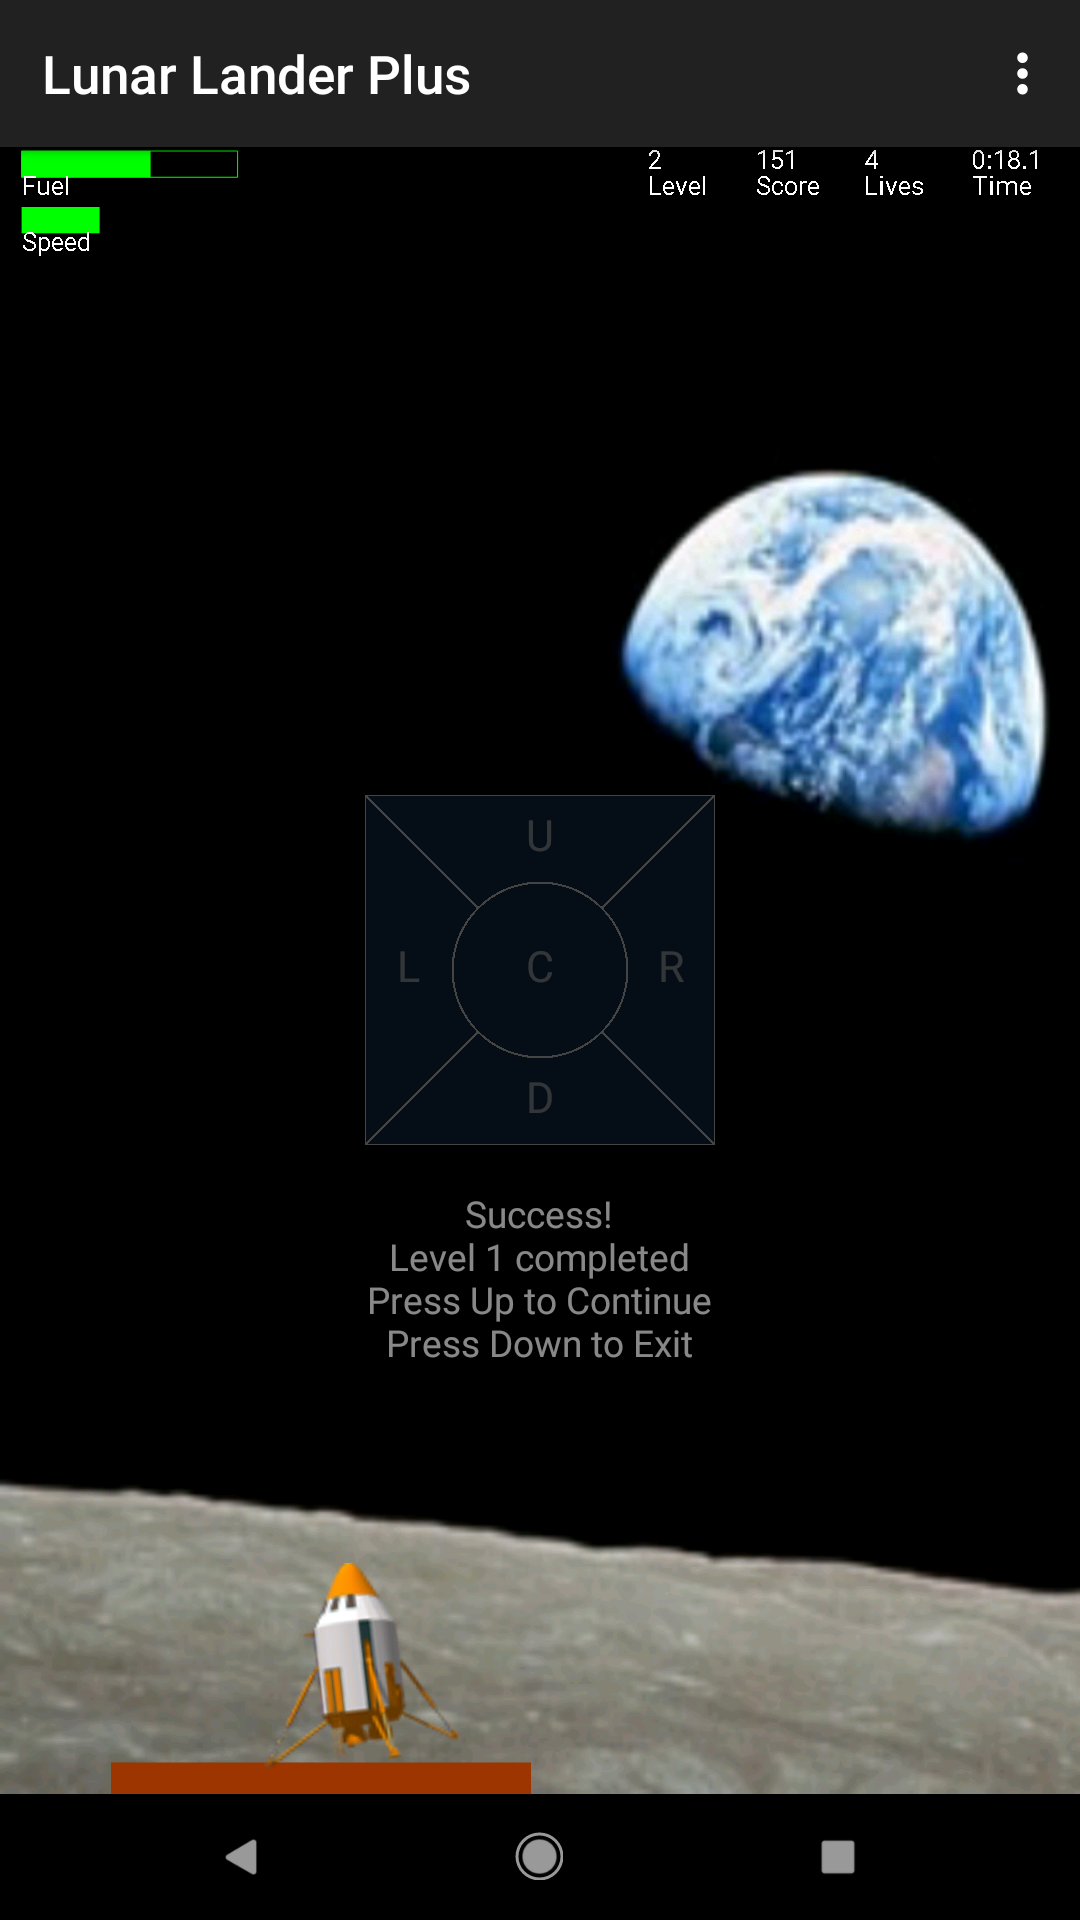 Lunar Lander Plus
2 151 4 0:18.1
Fuel Level Score Lives Time
Speed
U
L C R
D
Success!
Level 1 completed
Press Up to Continue
Press Down to Exit